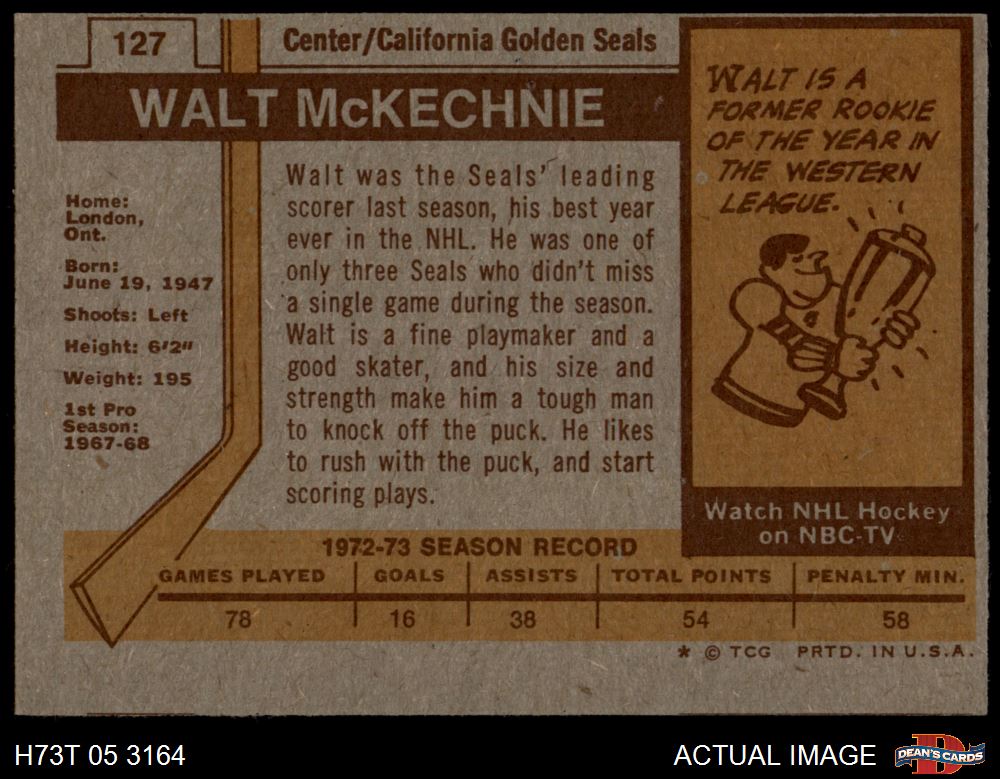 127
Center/California Golden Seals
WALT McKECHNIE
Home:
London,
Ont.
Born:
June 19, 1947
Shoots: Left
Height: 6'2"
Weight: 195
1st Pro
Season:
1967-68
Walt was the Seals' leading
scorer last season, his best year
ever in the NHL. He was one of
only three Seals who didn't miss
a single game during the season.
Walt is a fine playmaker and a
good skater, and his size and
strength make him a tough man
to knock off the puck. He likes
to rush with the puck, and start
scoring plays.
WALT IS A
FORMER ROOKIE
OF THE YEAR IN
THE WESTERN
LEAGUE.
Watch NHL Hockey
on NBC-TV
1972-73 SEASON RECORD
GAMES PLAYED GOALS ASSISTS TOTAL POINTS PENALTY MIN.
78 16 38 54 58
* © TCG PRTD. IN U.S.A.
H73T 05 3164
ACTUAL IMAGE
DEAN'S CARDS